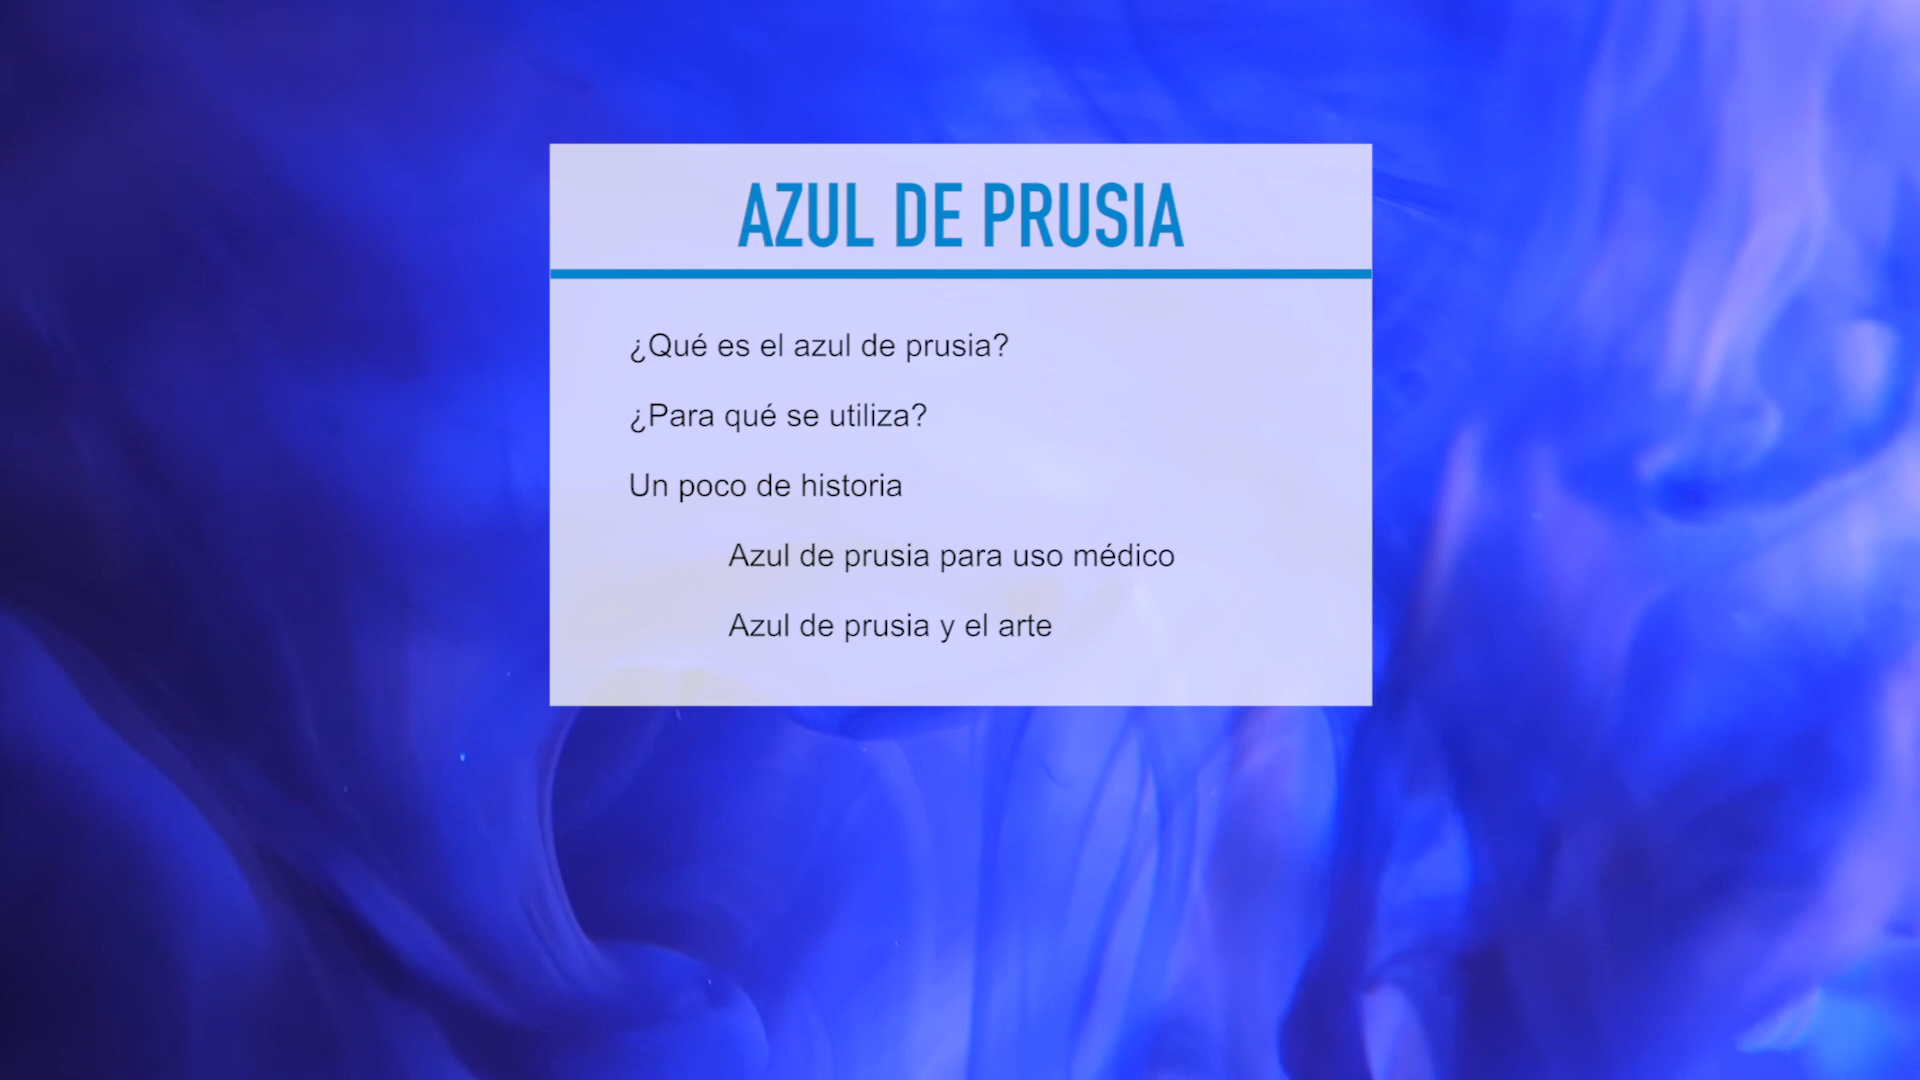 AZUL DE PRUSIA
¿Qué es el azul de prusia?
¿Para qué se utiliza?
Un poco de historia
Azul de prusia para uso médico
Azul de prusia y el arte